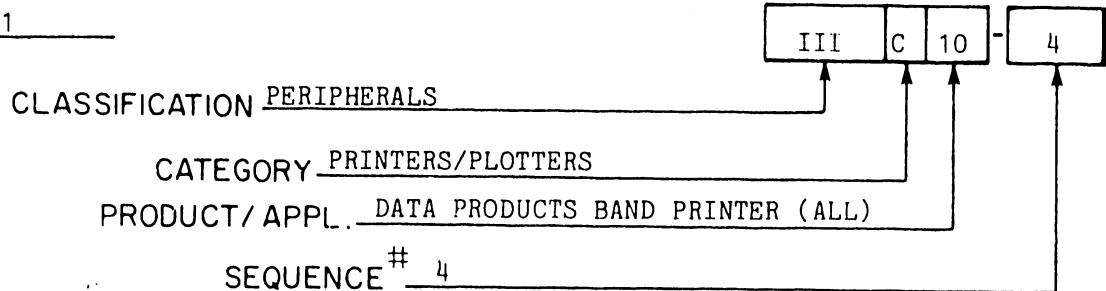 1
III C 10 - 4
CLASSIFICATION PERIPHERALS
CATEGORY PRINTERS/PLOTTERS
PRODUCT/APPL. DATA PRODUCTS BAND PRINTER (ALL)
SEQUENCE # 4